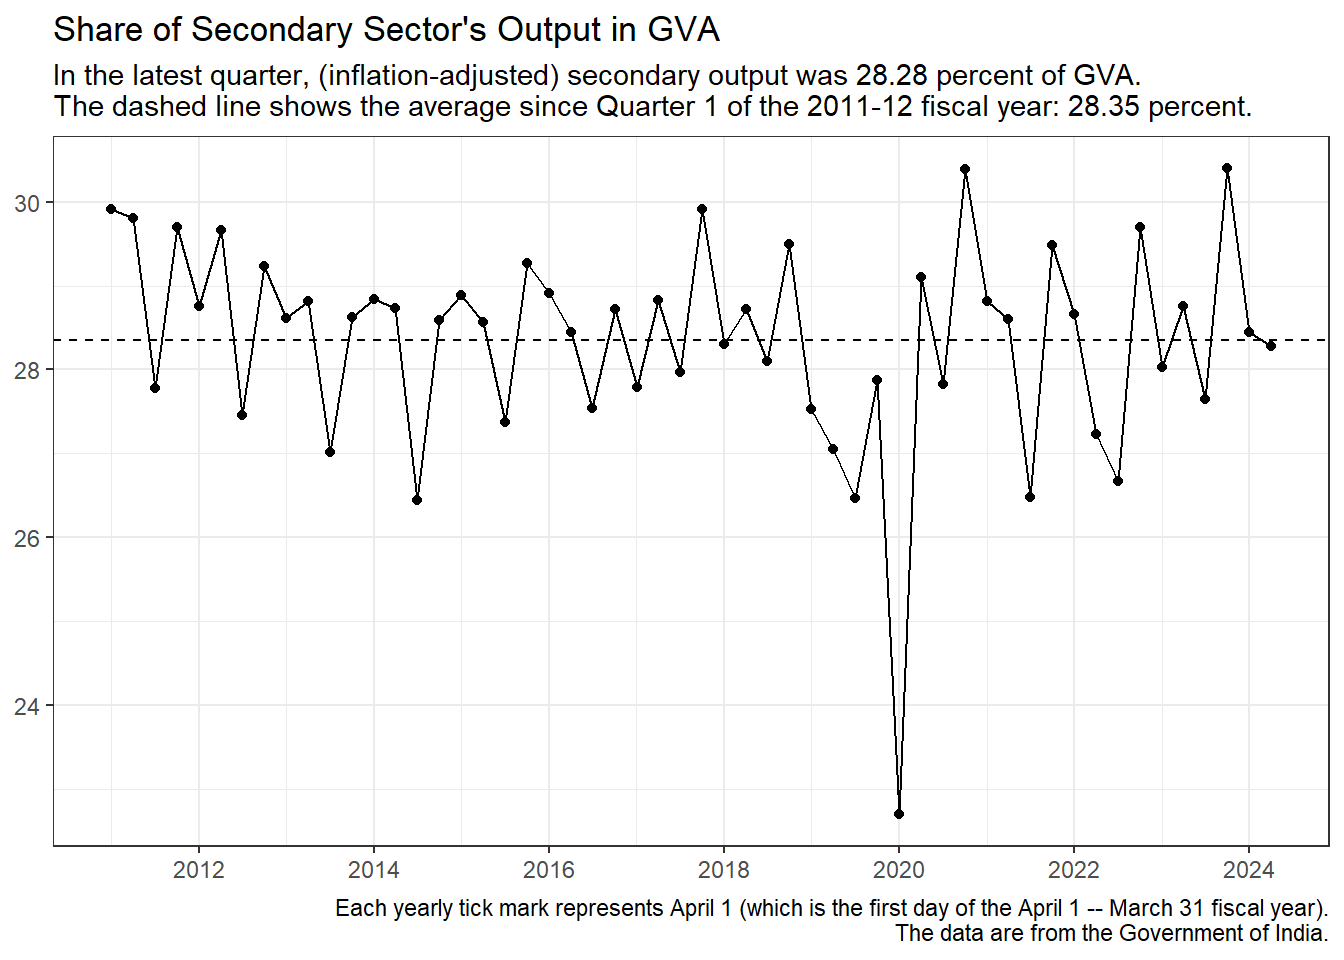 Share of Secondary Sector's Output in GVA
In the latest quarter, (inflation-adjusted) secondary output was 28.28 percent of GVA.
The dashed line shows the average since Quarter 1 of the 2011-12 fiscal year: 28.35 percent.
30
28
26
24
2012
2014
2016
2018
2020
2022
2024
Each yearly tick mark represents April 1 (which is the first day of the April 1 -- March 31 fiscal year).
The data are from the Government of India.